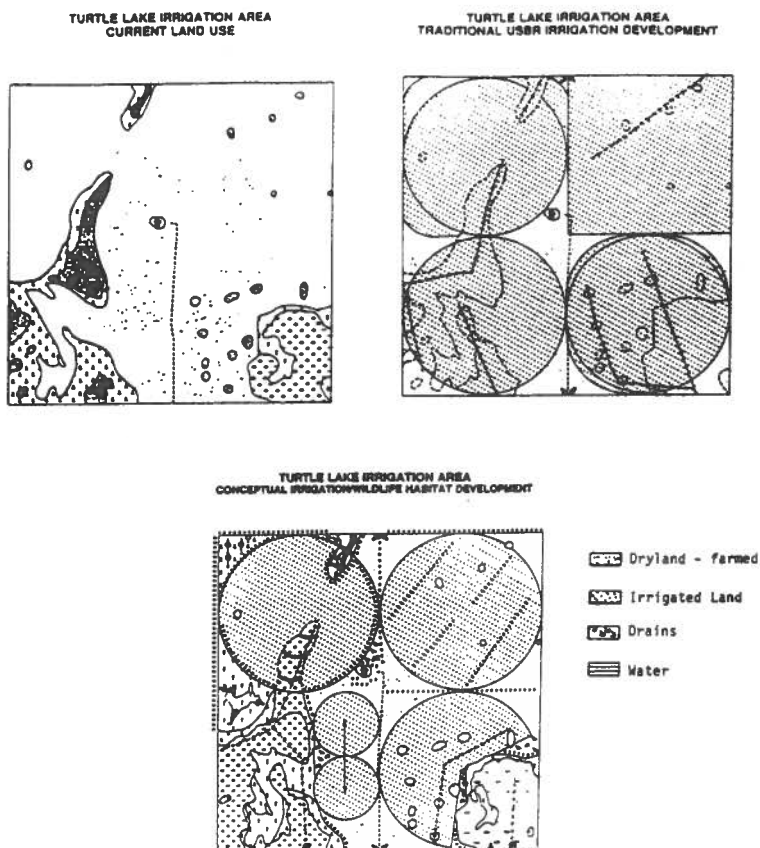 TURTLE LAKE IRRIGATION AREA
CURRENT LAND USE
TURTLE LAKE IRRIGATION AREA
TRADITIONAL USBR IRRIGATION DEVELOPMENT
TURTLE LAKE IRRIGATION AREA
CONCEPTUAL IRRIGATION/WILDLIFE HABITAT DEVELOPMENT
Dryland - farmed
Irrigated Land
Drains
Water